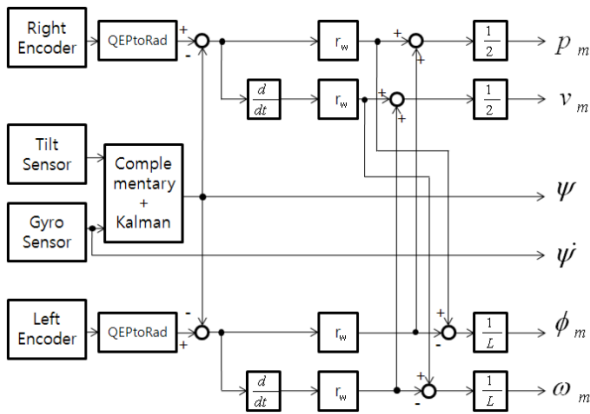 Right Encoder
QEPtoRad
+
-
r_w
+
+
1/2
p_m
d/dt
r_w
+
+
1/2
v_m
Tilt Sensor
Comple
mentary
+
Kalman
ψ
Gyro Sensor
ψ̇
Left Encoder
QEPtoRad
-
+
r_w
+
-
1/L
ϕ_m
d/dt
r_w
+
-
1/L
ω_m